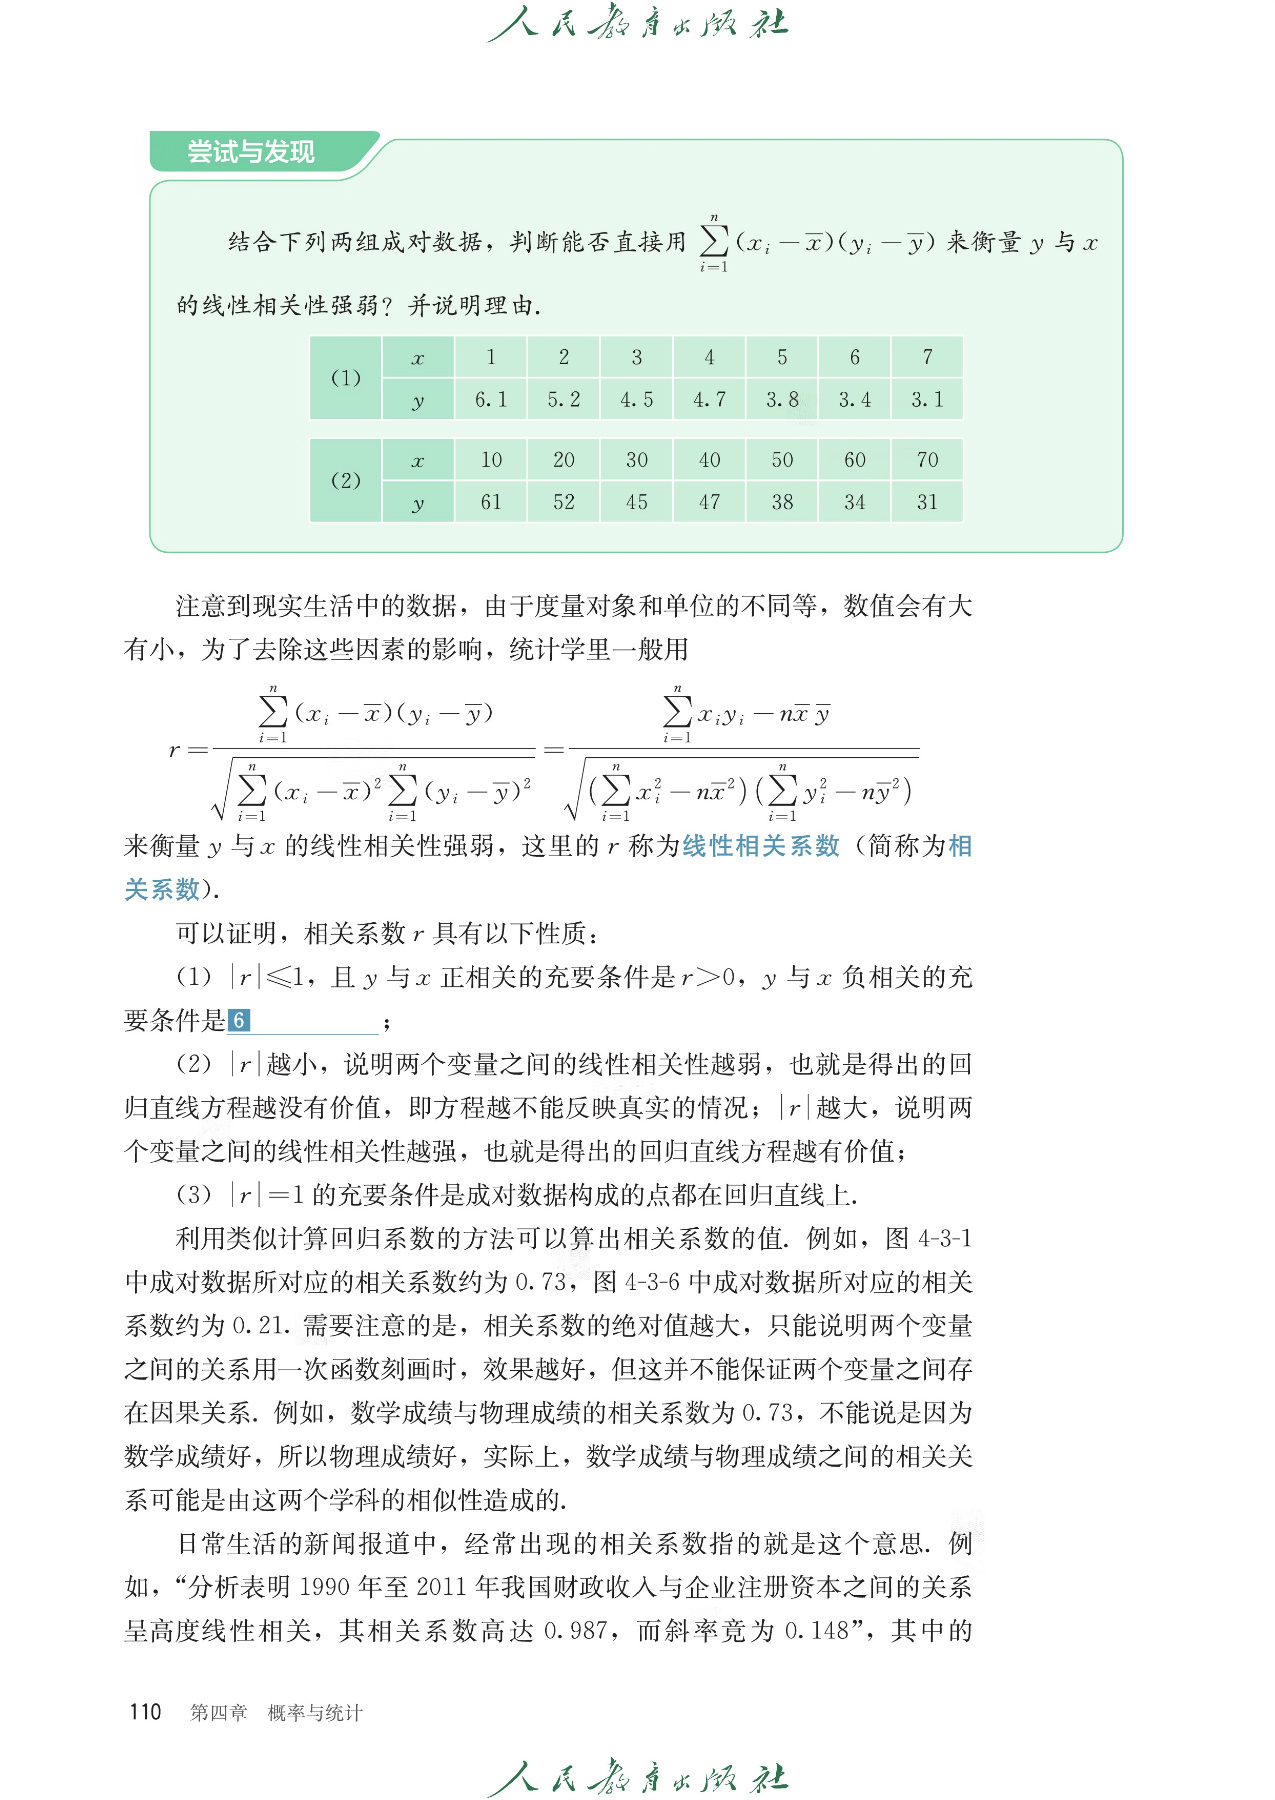 人民教育出版社
尝试与发现
结合下列两组成对数据，判断能否直接用 $\sum_{i=1}^{n}(x_i-\overline{x})(y_i-\overline{y})$ 来衡量 y 与 x
的线性相关性强弱？并说明理由.
(1) x 1 2 3 4 5 6 7
y 6.1 5.2 4.5 4.7 3.8 3.4 3.1
(2) x 10 20 30 40 50 60 70
y 61 52 45 47 38 34 31
注意到现实生活中的数据，由于度量对象和单位的不同等，数值会有大
有小，为了去除这些因素的影响，统计学里一般用
$r=\frac{\sum_{i=1}^{n}(x_i-\overline{x})(y_i-\overline{y})}{\sqrt{\sum_{i=1}^{n}(x_i-\overline{x})^2\sum_{i=1}^{n}(y_i-\overline{y})^2}}=\frac{\sum_{i=1}^{n}x_iy_i-n\overline{x}\,\overline{y}}{\sqrt{(\sum_{i=1}^{n}x_i^2-n\overline{x}^2)(\sum_{i=1}^{n}y_i^2-n\overline{y}^2)}}$
来衡量 y 与 x 的线性相关性强弱，这里的 r 称为线性相关系数（简称为相
关系数）.
可以证明，相关系数 r 具有以下性质：
（1）|r|≤1，且 y 与 x 正相关的充要条件是 r＞0，y 与 x 负相关的充
要条件是6　　　　；
（2）|r|越小，说明两个变量之间的线性相关性越弱，也就是得出的回
归直线方程越没有价值，即方程越不能反映真实的情况；|r|越大，说明两
个变量之间的线性相关性越强，也就是得出的回归直线方程越有价值；
（3）|r|＝1 的充要条件是成对数据构成的点都在回归直线上.
利用类似计算回归系数的方法可以算出相关系数的值. 例如，图 4-3-1
中成对数据所对应的相关系数约为 0.73，图 4-3-6 中成对数据所对应的相关
系数约为 0.21. 需要注意的是，相关系数的绝对值越大，只能说明两个变量
之间的关系用一次函数刻画时，效果越好，但这并不能保证两个变量之间存
在因果关系. 例如，数学成绩与物理成绩的相关系数为 0.73，不能说是因为
数学成绩好，所以物理成绩好，实际上，数学成绩与物理成绩之间的相关关
系可能是由这两个学科的相似性造成的.
日常生活的新闻报道中，经常出现的相关系数指的就是这个意思. 例
如，“分析表明 1990 年至 2011 年我国财政收入与企业注册资本之间的关系
呈高度线性相关，其相关系数高达 0.987，而斜率竟为 0.148”，其中的
110 第四章 概率与统计
人民教育出版社